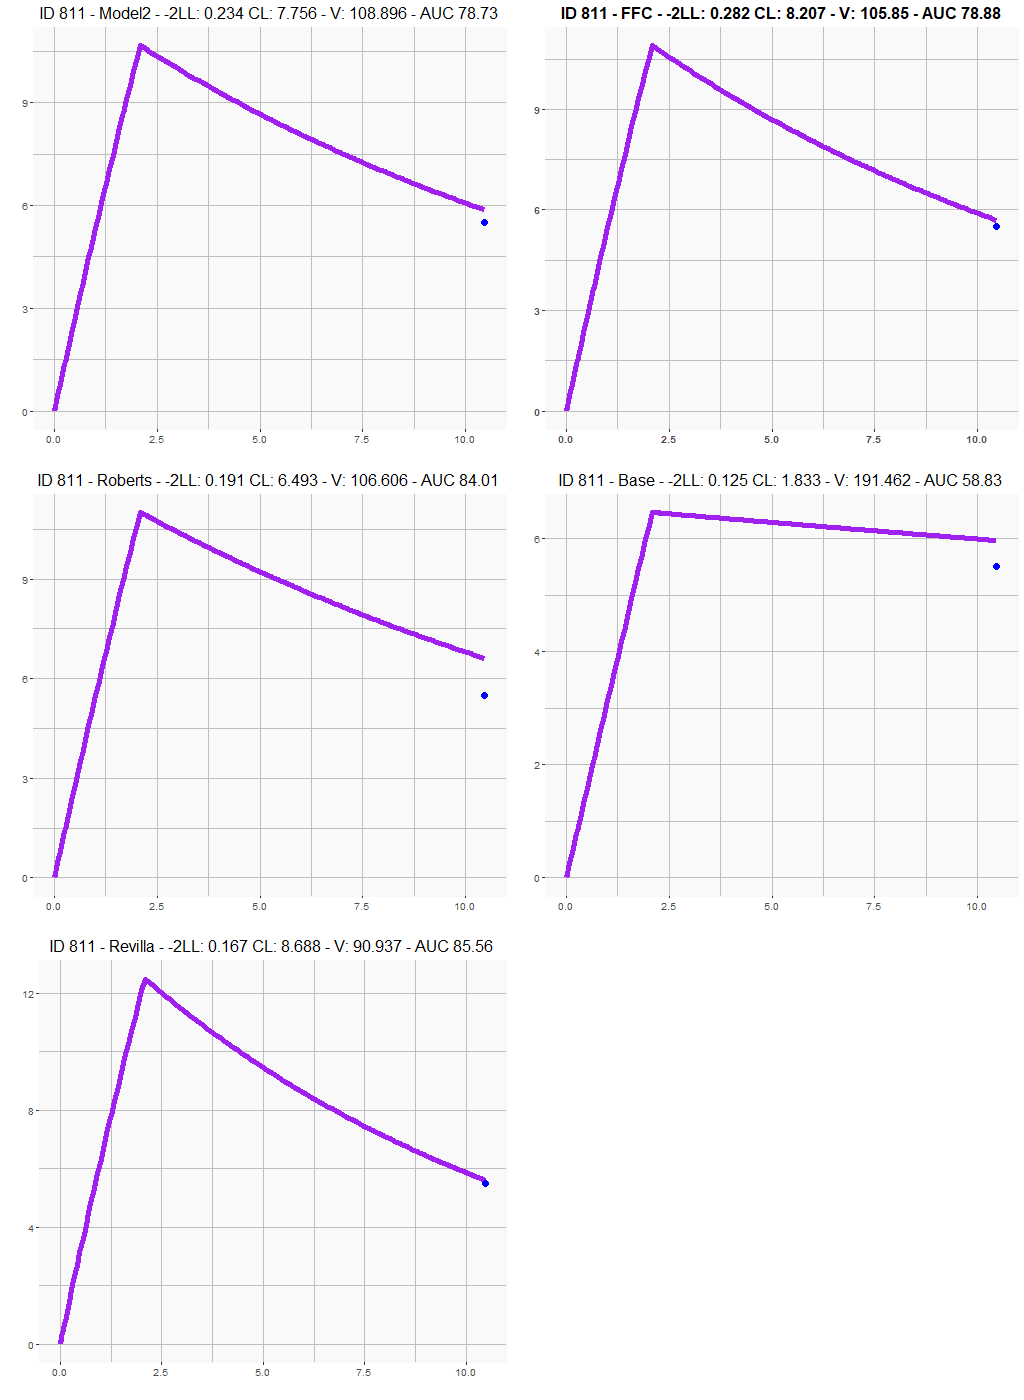 ID 811 - Model2 - -2LL: 0.234 CL: 7.756 - V: 108.896 - AUC 78.73
9
6
3
0
0.0 2.5 5.0 7.5 10.0
ID 811 - FFC - -2LL: 0.282 CL: 8.207 - V: 105.85 - AUC 78.88
9
6
3
0
0.0 2.5 5.0 7.5 10.0
ID 811 - Roberts - -2LL: 0.191 CL: 6.493 - V: 106.606 - AUC 84.01
9
6
3
0
0.0 2.5 5.0 7.5 10.0
ID 811 - Base - -2LL: 0.125 CL: 1.833 - V: 191.462 - AUC 58.83
6
4
2
0
0.0 2.5 5.0 7.5 10.0
ID 811 - Revilla - -2LL: 0.167 CL: 8.688 - V: 90.937 - AUC 85.56
12
8
4
0
0.0 2.5 5.0 7.5 10.0